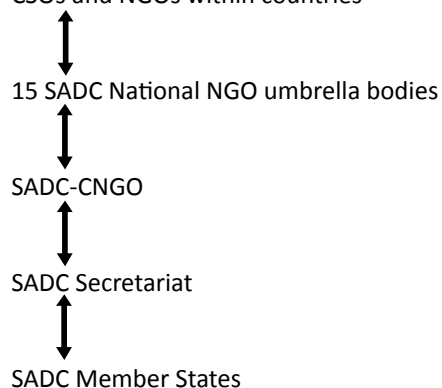 CSOs and NGOs within countries
15 SADC National NGO umbrella bodies
SADC-CNGO
SADC Secretariat
SADC Member States